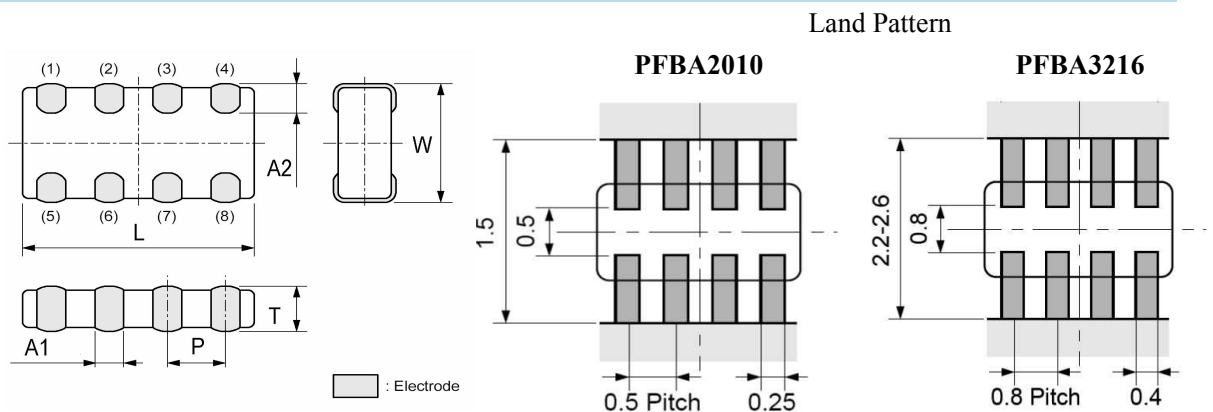 Land Pattern
PFBA2010
PFBA3216
(1) (2) (3) (4)
A2
W
(5) (6) (7) (8)
L
T
A1
P
: Electrode
1.5
0.5
0.5 Pitch
0.25
2.2-2.6
0.8
0.8 Pitch
0.4